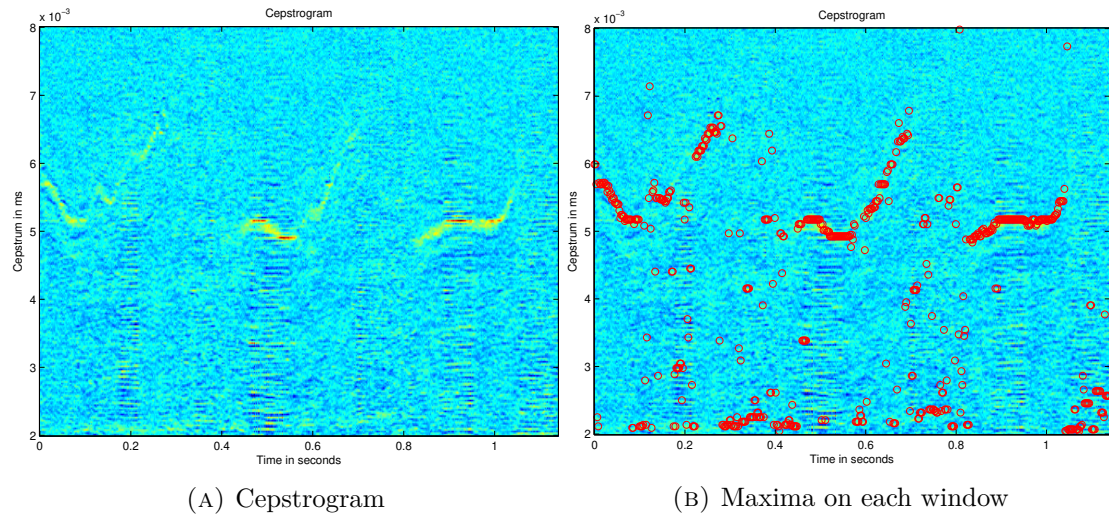 x 10⁻³
Cepstrogram
8
7
6
5
4
3
2
Cepstrum in ms
0
0.2
0.4
0.6
0.8
1
Time in seconds
(A) Cepstrogram
x 10⁻³
Cepstrogram
8
7
6
5
4
3
2
Cepstrum in ms
0
0.2
0.4
0.6
0.8
1
Time in seconds
(B) Maxima on each window